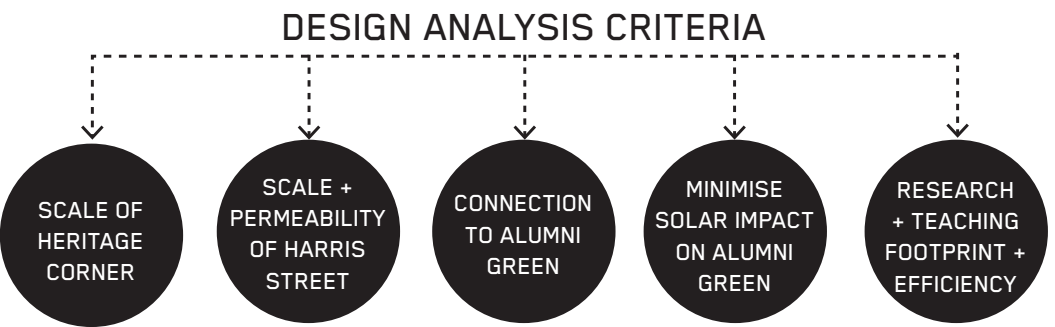 DESIGN ANALYSIS CRITERIA
SCALE OF
HERITAGE
CORNER
SCALE +
PERMEABILITY
OF HARRIS
STREET
CONNECTION
TO ALUMNI
GREEN
MINIMISE
SOLAR IMPACT
ON ALUMNI
GREEN
RESEARCH
+ TEACHING
FOOTPRINT +
EFFICIENCY